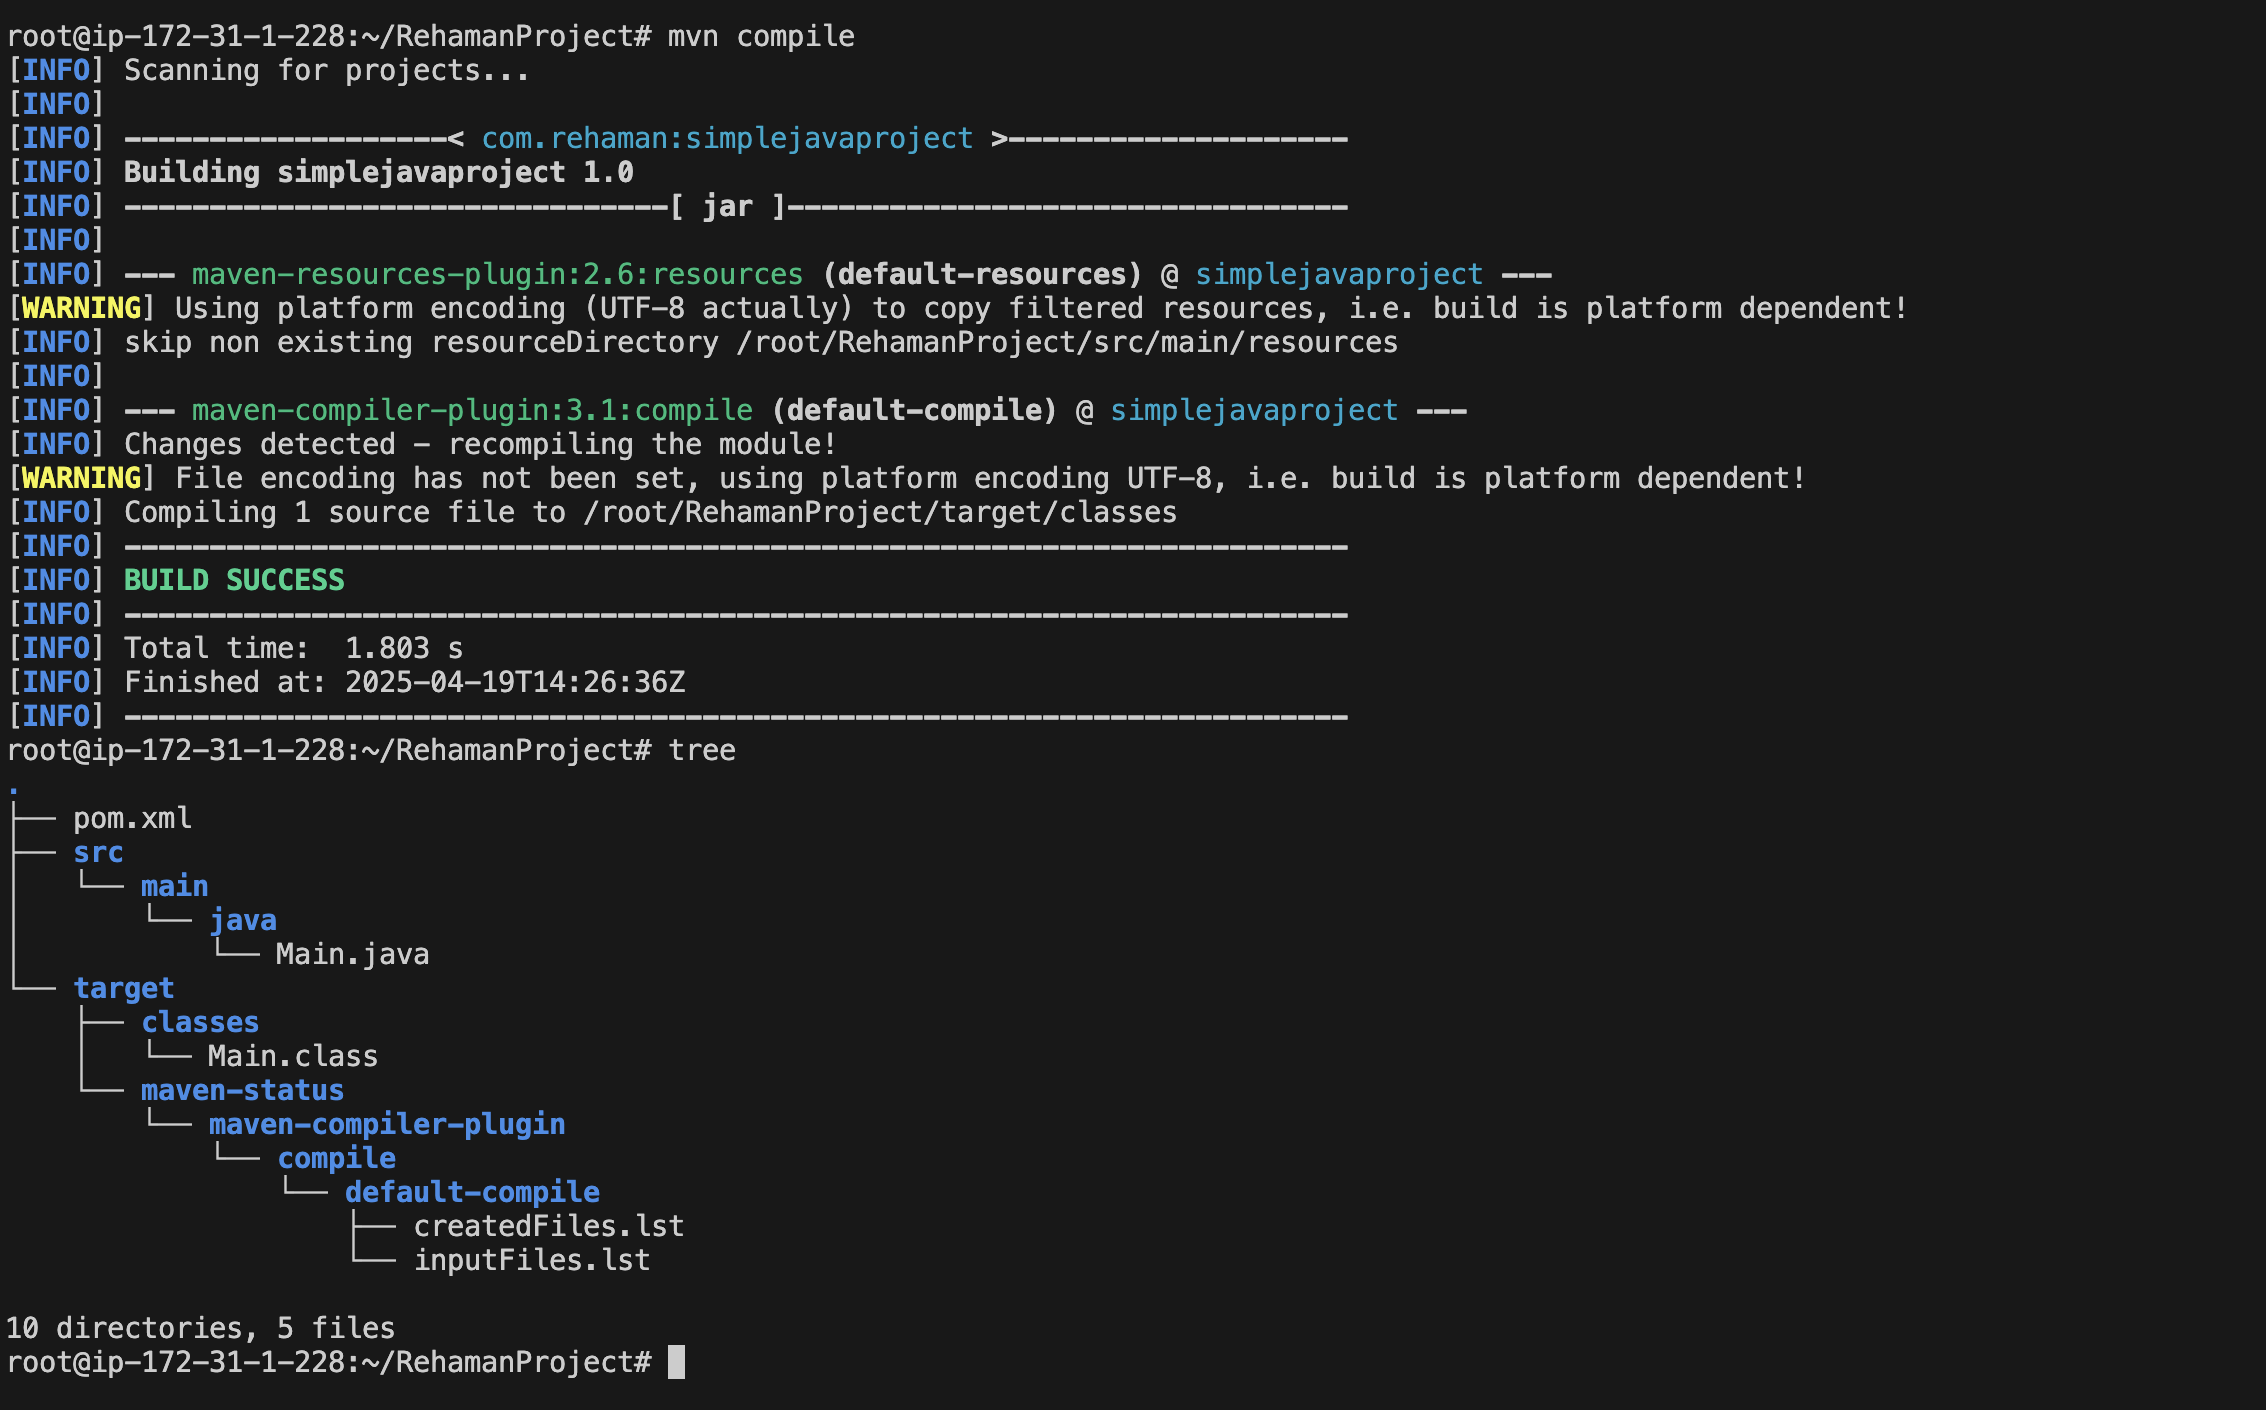 root@ip-172-31-1-228:~/RehamanProject# mvn compile
[INFO] Scanning for projects...
[INFO]
[INFO] -------------------< com.rehaman:simplejavaproject >--------------------
[INFO] Building simplejavaproject 1.0
[INFO] --------------------------------[ jar ]---------------------------------
[INFO]
[INFO] --- maven-resources-plugin:2.6:resources (default-resources) @ simplejavaproject ---
[WARNING] Using platform encoding (UTF-8 actually) to copy filtered resources, i.e. build is platform dependent!
[INFO] skip non existing resourceDirectory /root/RehamanProject/src/main/resources
[INFO]
[INFO] --- maven-compiler-plugin:3.1:compile (default-compile) @ simplejavaproject ---
[INFO] Changes detected - recompiling the module!
[WARNING] File encoding has not been set, using platform encoding UTF-8, i.e. build is platform dependent!
[INFO] Compiling 1 source file to /root/RehamanProject/target/classes
[INFO] ------------------------------------------------------------------------
[INFO] BUILD SUCCESS
[INFO] ------------------------------------------------------------------------
[INFO] Total time:  1.803 s
[INFO] Finished at: 2025-04-19T14:26:36Z
[INFO] ------------------------------------------------------------------------
root@ip-172-31-1-228:~/RehamanProject# tree
.
├── pom.xml
├── src
│   └── main
│       └── java
│           └── Main.java
└── target
    ├── classes
    │   └── Main.class
    └── maven-status
        └── maven-compiler-plugin
            └── compile
                └── default-compile
                    ├── createdFiles.lst
                    └── inputFiles.lst
10 directories, 5 files
root@ip-172-31-1-228:~/RehamanProject#